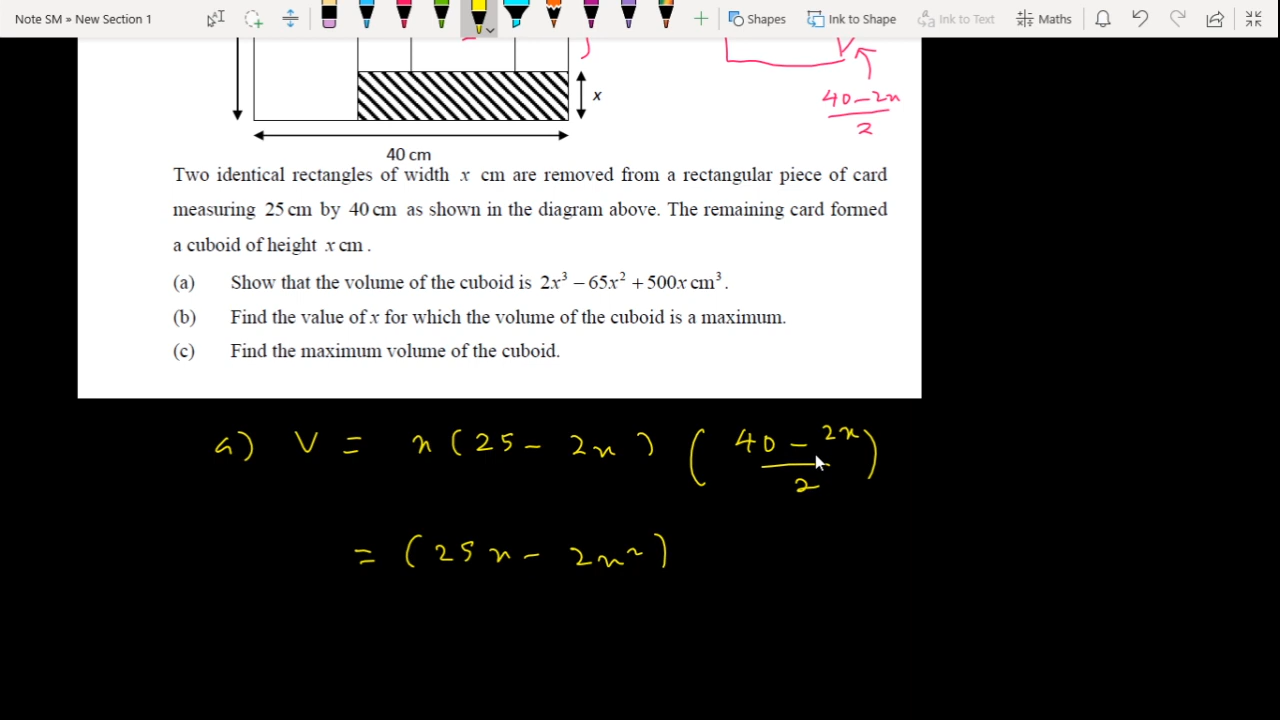 Note SM » New Section 1
Shapes
Ink to Shape
Ink to Text
Maths
x
40 - 2x
2
40 cm
Two identical rectangles of width x cm are removed from a rectangular piece of card
measuring 25 cm by 40 cm as shown in the diagram above. The remaining card formed
a cuboid of height x cm .
(a) Show that the volume of the cuboid is 2x³ − 65x² + 500x cm³ .
(b) Find the value of x for which the volume of the cuboid is a maximum.
(c) Find the maximum volume of the cuboid.
a) V = x ( 25 - 2x ) ( 40 - 2x )
2
= ( 25x - 2x² )